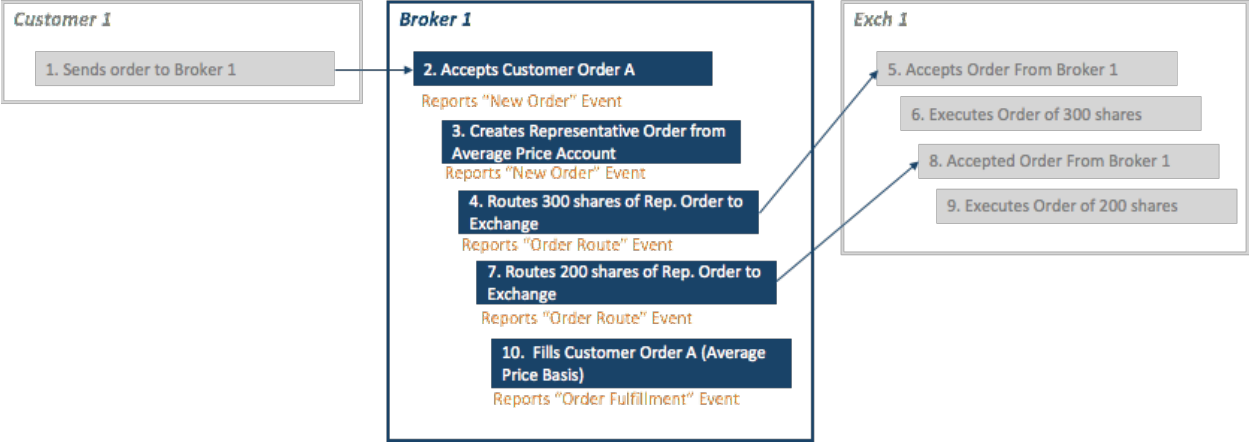 Customer 1
1. Sends order to Broker 1
Broker 1
2. Accepts Customer Order A
Reports "New Order" Event
3. Creates Representative Order from
Average Price Account
Reports "New Order" Event
4. Routes 300 shares of Rep. Order to
Exchange
Reports "Order Route" Event
7. Routes 200 shares of Rep. Order to
Exchange
Reports "Order Route" Event
10. Fills Customer Order A (Average
Price Basis)
Reports "Order Fulfillment" Event
Exch 1
5. Accepts Order From Broker 1
6. Executes Order of 300 shares
8. Accepted Order From Broker 1
9. Executes Order of 200 shares